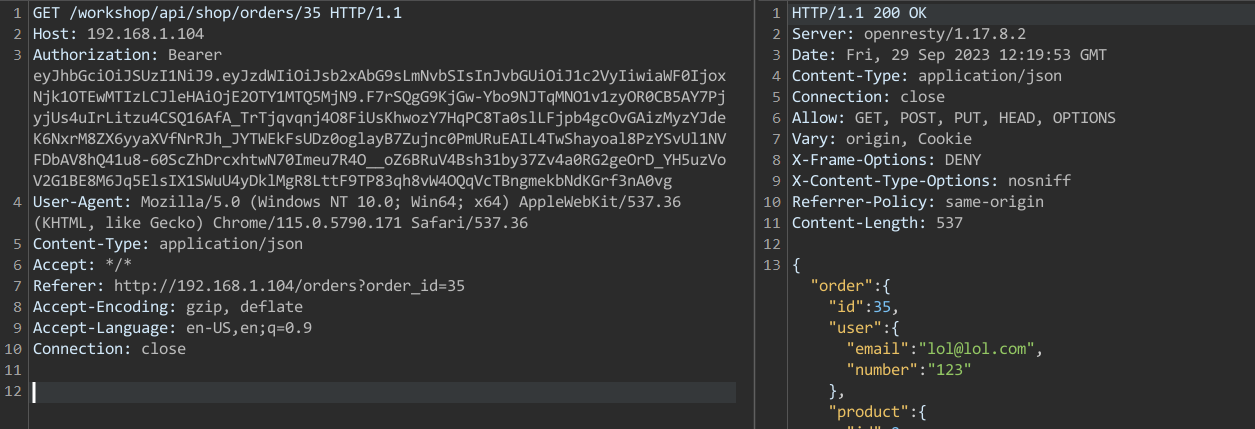 1 GET /workshop/api/shop/orders/35 HTTP/1.1
2 Host: 192.168.1.104
3 Authorization: Bearer
eyJhbGciOiJSUzI1NiJ9.eyJzdWIiOiJsb2xAbG9sLmNvbSIsInJvbGUiOiJ1c2VyIiwiaWF0Ijox
Njk1OTEwMTIzLCJleHAiOjE2OTY1MTQ5MjN9.F7rSQgG9KjGw-Ybo9NJTqMNO1v1zyOR0CB5AY7Pj
yjUs4uIrLitzu4CSQ16AfA_TrTjqvqnj4O8FiUsKhwozY7HqPC8Ta0slLFjpb4gcOvGAizMyzYJde
K6NxrM8ZX6yyaXVfNrRJh_JYTWEkFsUDz0oglayB7Zujnc0PmURuEAIL4TwShayoal8PzYSvUl1NV
FDbAV8hQ41u8-60ScZhDrcxhtwN70Imeu7R4O__oZ6BRuV4Bsh31by37Zv4a0RG2geOrD_YH5uzVo
V2G1BE8M6Jq5ElsIX1SWuU4yDklMgR8LttF9TP83qh8vW4OQqVcTBngmekbNdKGrf3nA0vg
4 User-Agent: Mozilla/5.0 (Windows NT 10.0; Win64; x64) AppleWebKit/537.36
(KHTML, like Gecko) Chrome/115.0.5790.171 Safari/537.36
5 Content-Type: application/json
6 Accept: */*
7 Referer: http://192.168.1.104/orders?order_id=35
8 Accept-Encoding: gzip, deflate
9 Accept-Language: en-US,en;q=0.9
10 Connection: close
11
12
1 HTTP/1.1 200 OK
2 Server: openresty/1.17.8.2
3 Date: Fri, 29 Sep 2023 12:19:53 GMT
4 Content-Type: application/json
5 Connection: close
6 Allow: GET, POST, PUT, HEAD, OPTIONS
7 Vary: origin, Cookie
8 X-Frame-Options: DENY
9 X-Content-Type-Options: nosniff
10 Referrer-Policy: same-origin
11 Content-Length: 537
12
13 {
"order":{
"id":35,
"user":{
"email":"lol@lol.com",
"number":"123"
},
"product":{